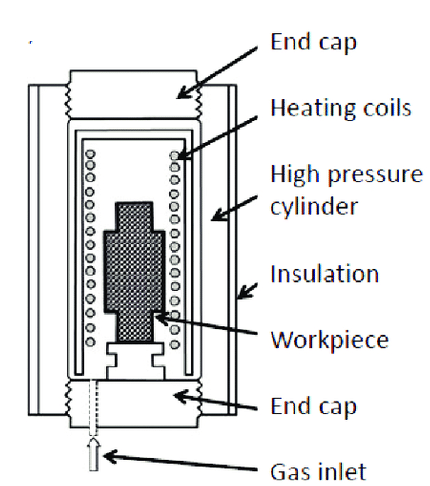 End cap
Heating coils
High pressure
cylinder
Insulation
Workpiece
End cap
Gas inlet